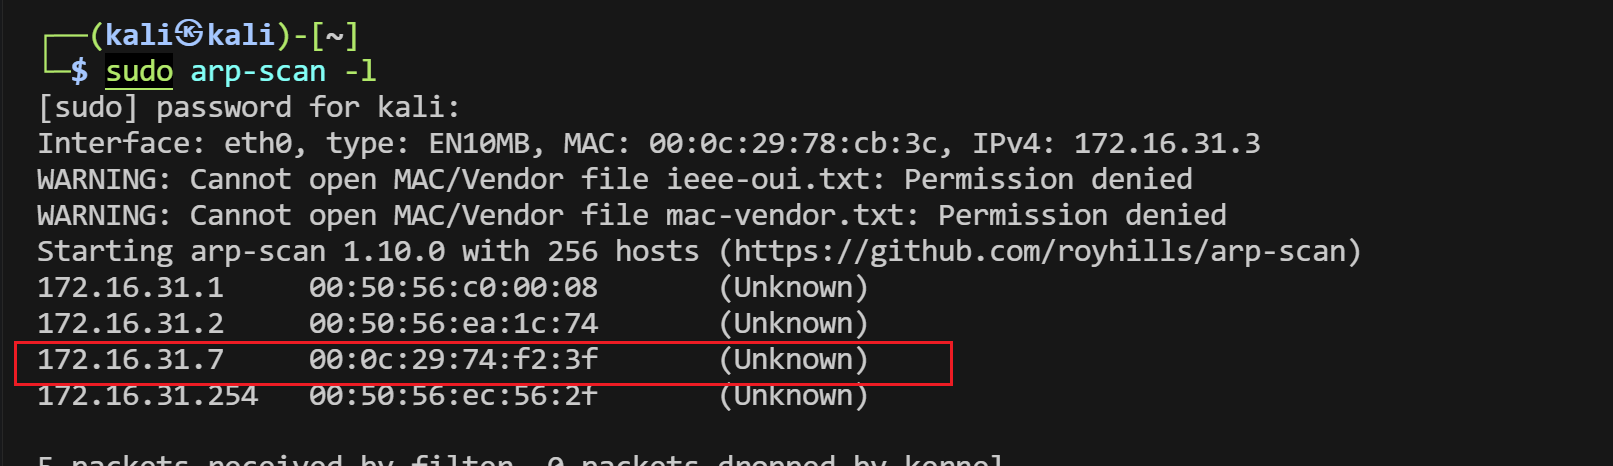 ┌──(kali㉿kali)-[~]
└─$ sudo arp-scan -l
[sudo] password for kali:
Interface: eth0, type: EN10MB, MAC: 00:0c:29:78:cb:3c, IPv4: 172.16.31.3
WARNING: Cannot open MAC/Vendor file ieee-oui.txt: Permission denied
WARNING: Cannot open MAC/Vendor file mac-vendor.txt: Permission denied
Starting arp-scan 1.10.0 with 256 hosts (https://github.com/royhills/arp-scan)
172.16.31.1 00:50:56:c0:00:08 (Unknown)
172.16.31.2 00:50:56:ea:1c:74 (Unknown)
172.16.31.7 00:0c:29:74:f2:3f (Unknown)
172.16.31.254 00:50:56:ec:56:2f (Unknown)
5 packets received by filter, 0 packets dropped by kernel